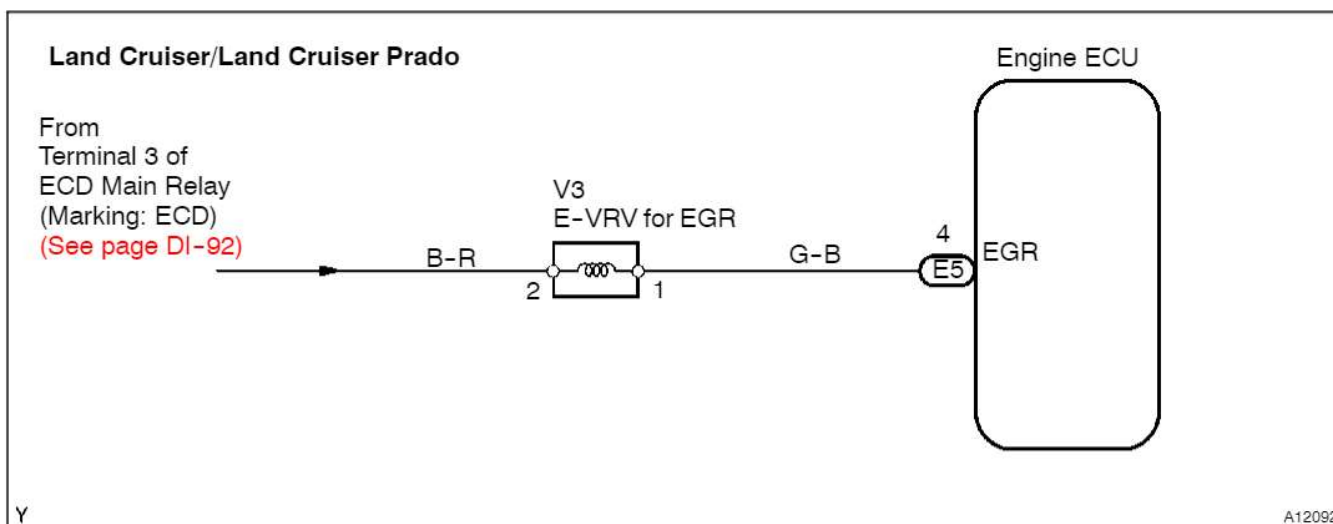 Land Cruiser/Land Cruiser Prado
Engine ECU
From
Terminal 3 of
ECD Main Relay
(Marking: ECD)
(See page DI-92)
V3
E-VRV for EGR
B-R
2
1
G-B
4
E5
EGR
Y
A12092